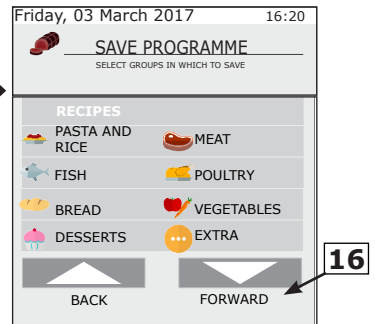 Friday, 03 March 2017 16:20
SAVE PROGRAMME
SELECT GROUPS IN WHICH TO SAVE
RECIPES
PASTA AND
RICE
MEAT
FISH
POULTRY
BREAD
VEGETABLES
DESSERTS
EXTRA
16
BACK
FORWARD